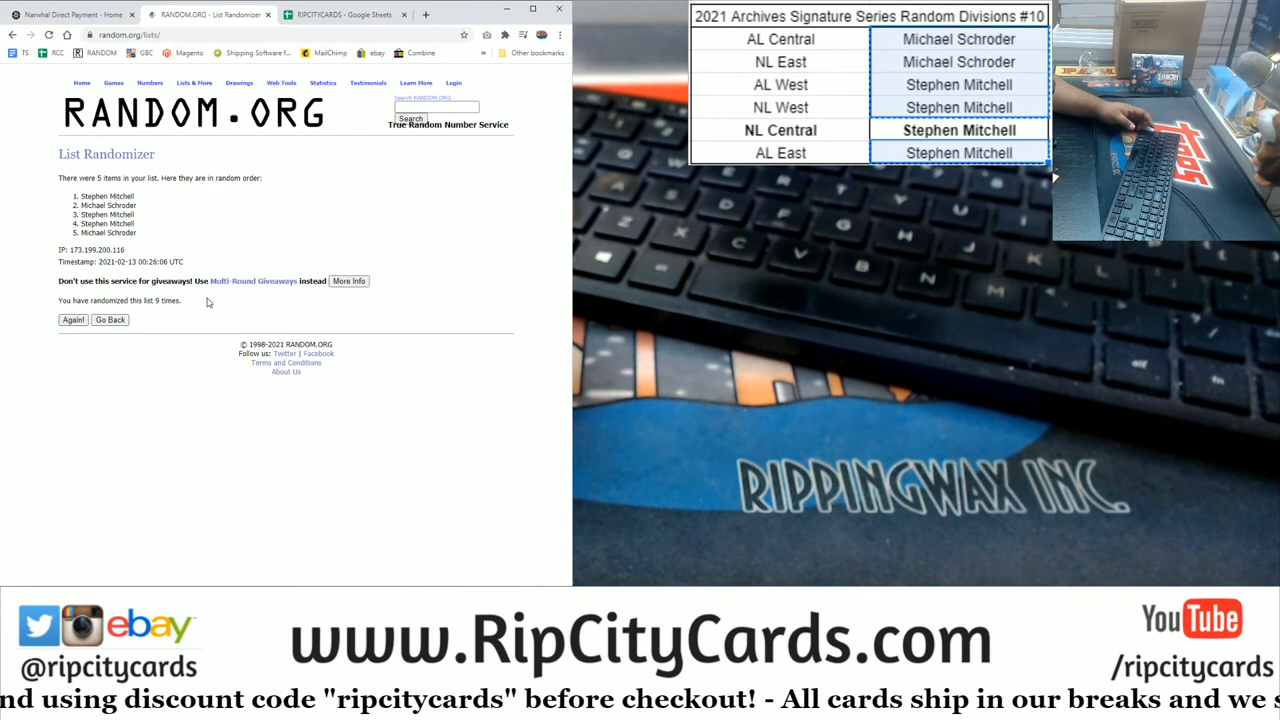 Narwhal Direct Payment - Home
RANDOM.ORG - List Randomizer
RIPCITYCARDS - Google Sheets
random.org/lists/
TS
RCC
RANDOM
GBC
Magento
Shipping Software f...
MailChimp
ebay
Combine
»
Other bookmarks
Home Games Numbers Lists & More Drawings Web Tools Statistics Testimonials Learn More Login
RANDOM.ORG
Search RANDOM.ORG
Search
True Random Number Service
List Randomizer
There were 5 items in your list. Here they are in random order:
1. Stephen Mitchell
2. Michael Schroder
3. Stephen Mitchell
4. Stephen Mitchell
5. Michael Schroder
IP: 173.199.200.116
Timestamp: 2021-02-13 00:26:06 UTC
Don't use this service for giveaways! Use Multi-Round Giveaways instead More Info
You have randomized this list 9 times.
Again! Go Back
© 1998-2021 RANDOM.ORG
Follow us: Twitter | Facebook
Terms and Conditions
About Us
2021 Archives Signature Series Random Divisions #10
AL Central Michael Schroder
NL East Michael Schroder
AL West Stephen Mitchell
NL West Stephen Mitchell
NL Central Stephen Mitchell
AL East Stephen Mitchell
RIPPINGWAX INC.
ebay
@ripcitycards
www.RipCityCards.com
YouTube
/ripcitycards
nd using discount code "ripcitycards" before checkout! - All cards ship in our breaks and we s